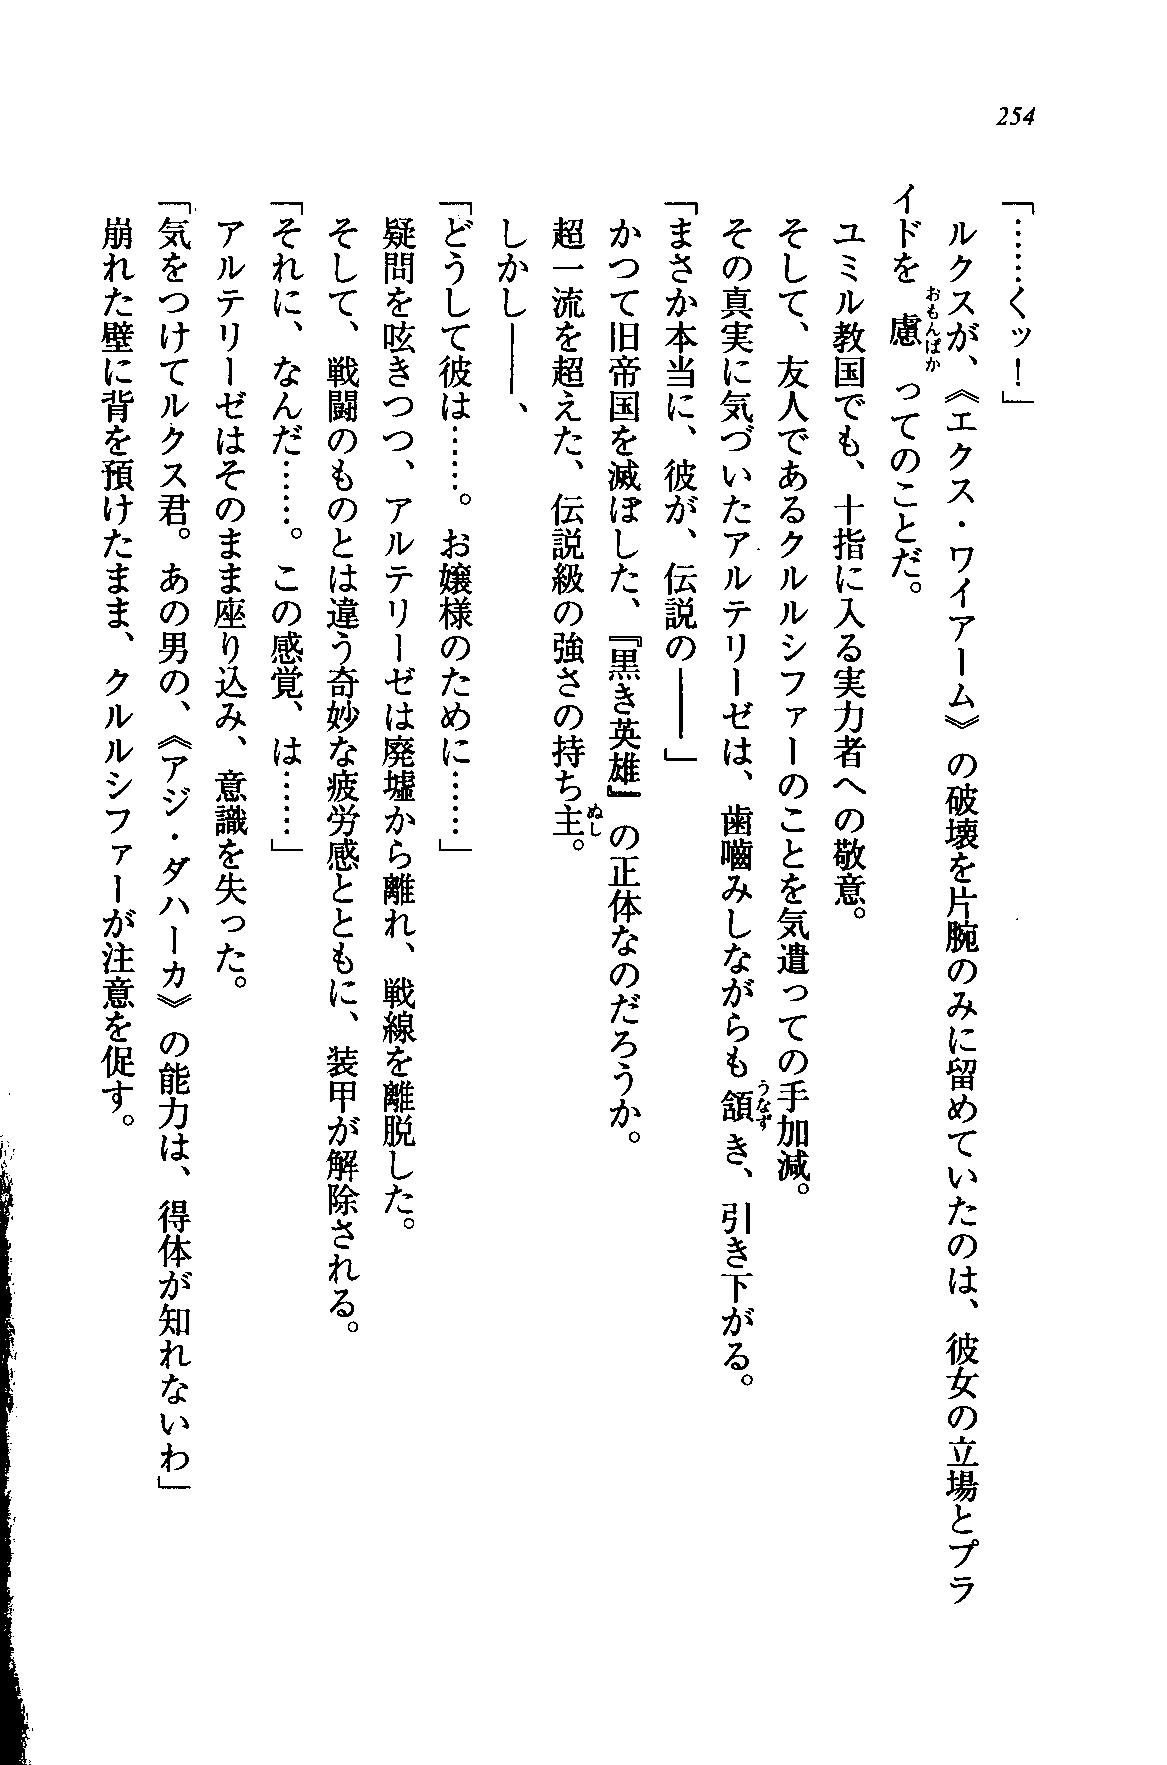 254
「……くッ！」
ルクスが、《エクス・ワイアーム》の破壊を片腕のみに留めていたのは、彼女の立場とプラ
イドを慮ってのことだ。
おもんぱか
ユミル教国でも、十指に入る実力者への敬意。
そして、友人であるクルルシファーのことを気遣っての手加減。
その真実に気づいたアルテリーゼは、歯噛みしながらも頷き、引き下がる。
うなず
「まさか本当に、彼が、伝説の――」
かつて旧帝国を滅ぼした、『黒き英雄』の正体なのだろうか。
超一流を超えた、伝説級の強さの持ち主。
ぬし
しかし――、
「どうして彼は……。お嬢様のために……」
疑問を呟きつつ、アルテリーゼは廃墟から離れ、戦線を離脱した。
そして、戦闘のものとは違う奇妙な疲労感とともに、装甲が解除される。
「それに、なんだ……。この感覚、は……」
アルテリーゼはそのまま座り込み、意識を失った。
「気をつけてルクス君。あの男の、《アジ・ダハーカ》の能力は、得体が知れないわ」
崩れた壁に背を預けたまま、クルルシファーが注意を促す。